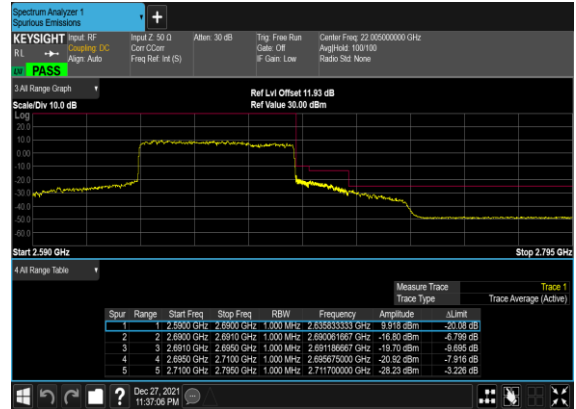 Spectrum Analyzer 1
Spurious Emissions
KEYSIGHT Input: RF Input Z: 50 Ω Atten: 30 dB Trig: Free Run Center Freq: 22.005000000 GHz
RL Coupling: DC Corr CCorr Gate: Off Avg|Hold: 100/100
Align: Auto Freq Ref: Int (S) IF Gain: Low Radio Std: None
PASS
3 All Range Graph
Ref Lvl Offset 11.93 dB
Scale/Div 10.0 dB Ref Value 30.00 dBm
Log
20.0
10.0
0.00
-10.0
-20.0
-30.0
-40.0
-50.0
-60.0
Start 2.590 GHz Stop 2.795 GHz
4 All Range Table
Measure Trace Trace 1
Trace Type Trace Average (Active)
Spur Range Start Freq Stop Freq RBW Frequency Amplitude ΔLimit
1 1 2.5900 GHz 2.6900 GHz 1.000 MHz 2.635833333 GHz 9.918 dBm -20.08 dB
2 2 2.6900 GHz 2.6910 GHz 1.000 MHz 2.690061667 GHz -16.80 dBm -6.799 dB
3 3 2.6910 GHz 2.6950 GHz 1.000 MHz 2.691186667 GHz -19.70 dBm -9.695 dB
4 4 2.6950 GHz 2.7100 GHz 1.000 MHz 2.695675000 GHz -20.92 dBm -7.916 dB
5 5 2.7100 GHz 2.7950 GHz 1.000 MHz 2.711700000 GHz -28.23 dBm -3.226 dB
Dec 27, 2021
11:37:06 PM